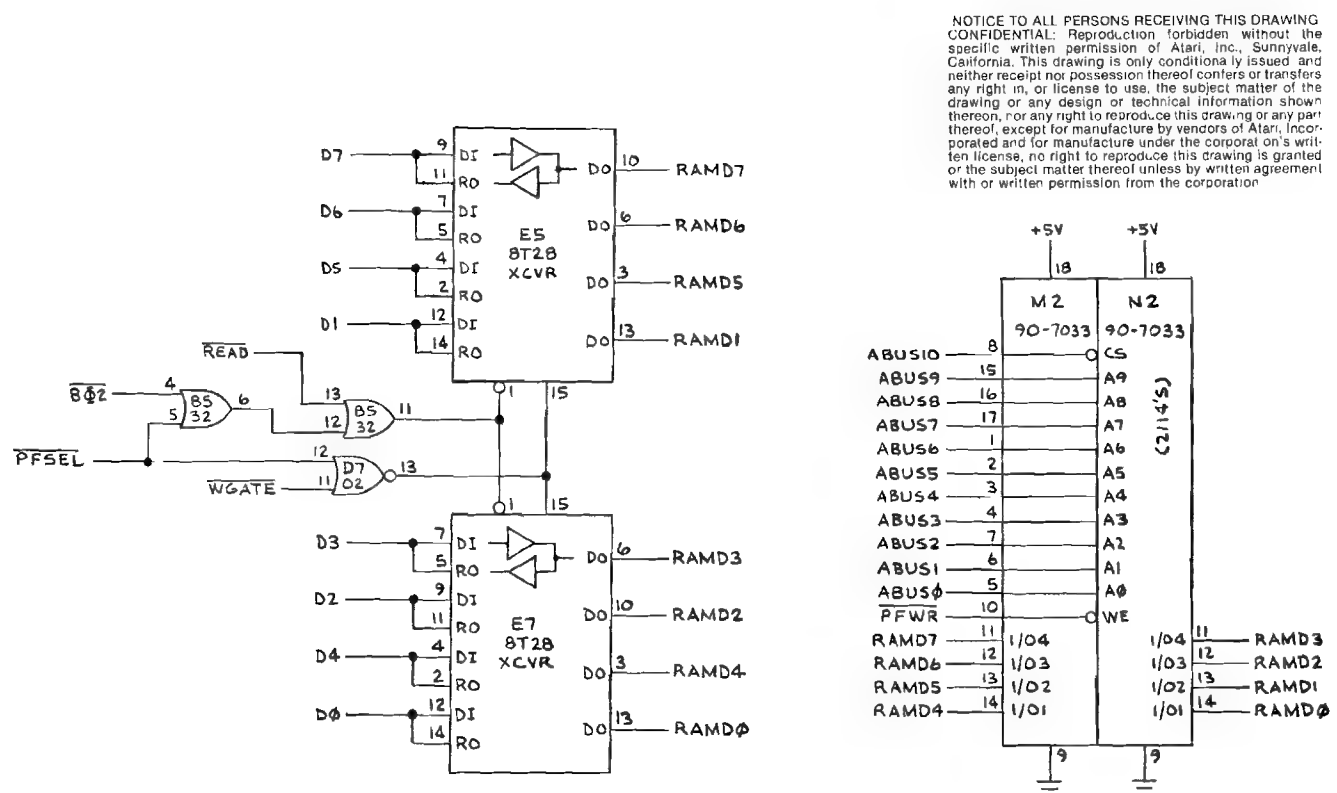 NOTICE TO ALL PERSONS RECEIVING THIS DRAWING
CONFIDENTIAL: Reproduction forbidden without the
specific written permission of Atari, Inc., Sunnyvale,
California. This drawing is only conditionally issued and
neither receipt nor possession thereof confers or transfers
any right in, or license to use, the subject matter of the
drawing or any design or technical information shown
thereon, nor any right to reproduce this drawing or any part
thereof, except for manufacture by vendors of Atari, Incor-
porated and for manufacture under the corporation's writ-
ten license, no right to reproduce this drawing is granted
or the subject matter thereof unless by written agreement
with or written permission from the corporation
D7 9 DI DO 10 RAMD7
11 RO
D6 7 DI DO 6 RAMD6
5 RO
E5
8T28
XCVR
D5 4 DI DO 3 RAMD5
2 RO
D1 12 DI DO 13 RAMD1
14 RO
1 15
READ 13
BΦ2 4 B5 32 6
5
12 B5 32 11
PFSEL 12 D7 02 13
WGATE 11
1 15
D3 7 DI DO 6 RAMD3
5 RO
D2 9 DI DO 10 RAMD2
11 RO
E7
8T28
XCVR
D4 4 DI DO 3 RAMD4
2 RO
DØ 12 DI DO 13 RAMDØ
14 RO
+5V +5V
18 18
M2 N2
90-7033 90-7033
(2114'S)
ABUS10 8 CS
ABUS9 15 A9
ABUS8 16 A8
ABUS7 17 A7
ABUS6 1 A6
ABUS5 2 A5
ABUS4 3 A4
ABUS3 4 A3
ABUS2 7 A2
ABUS1 6 A1
ABUSØ 5 AØ
PFWR 10 WE
RAMD7 11 I/O4 I/O4 11 RAMD3
RAMD6 12 I/O3 I/O3 12 RAMD2
RAMD5 13 I/O2 I/O2 13 RAMD1
RAMD4 14 I/O1 I/O1 14 RAMDØ
9 9